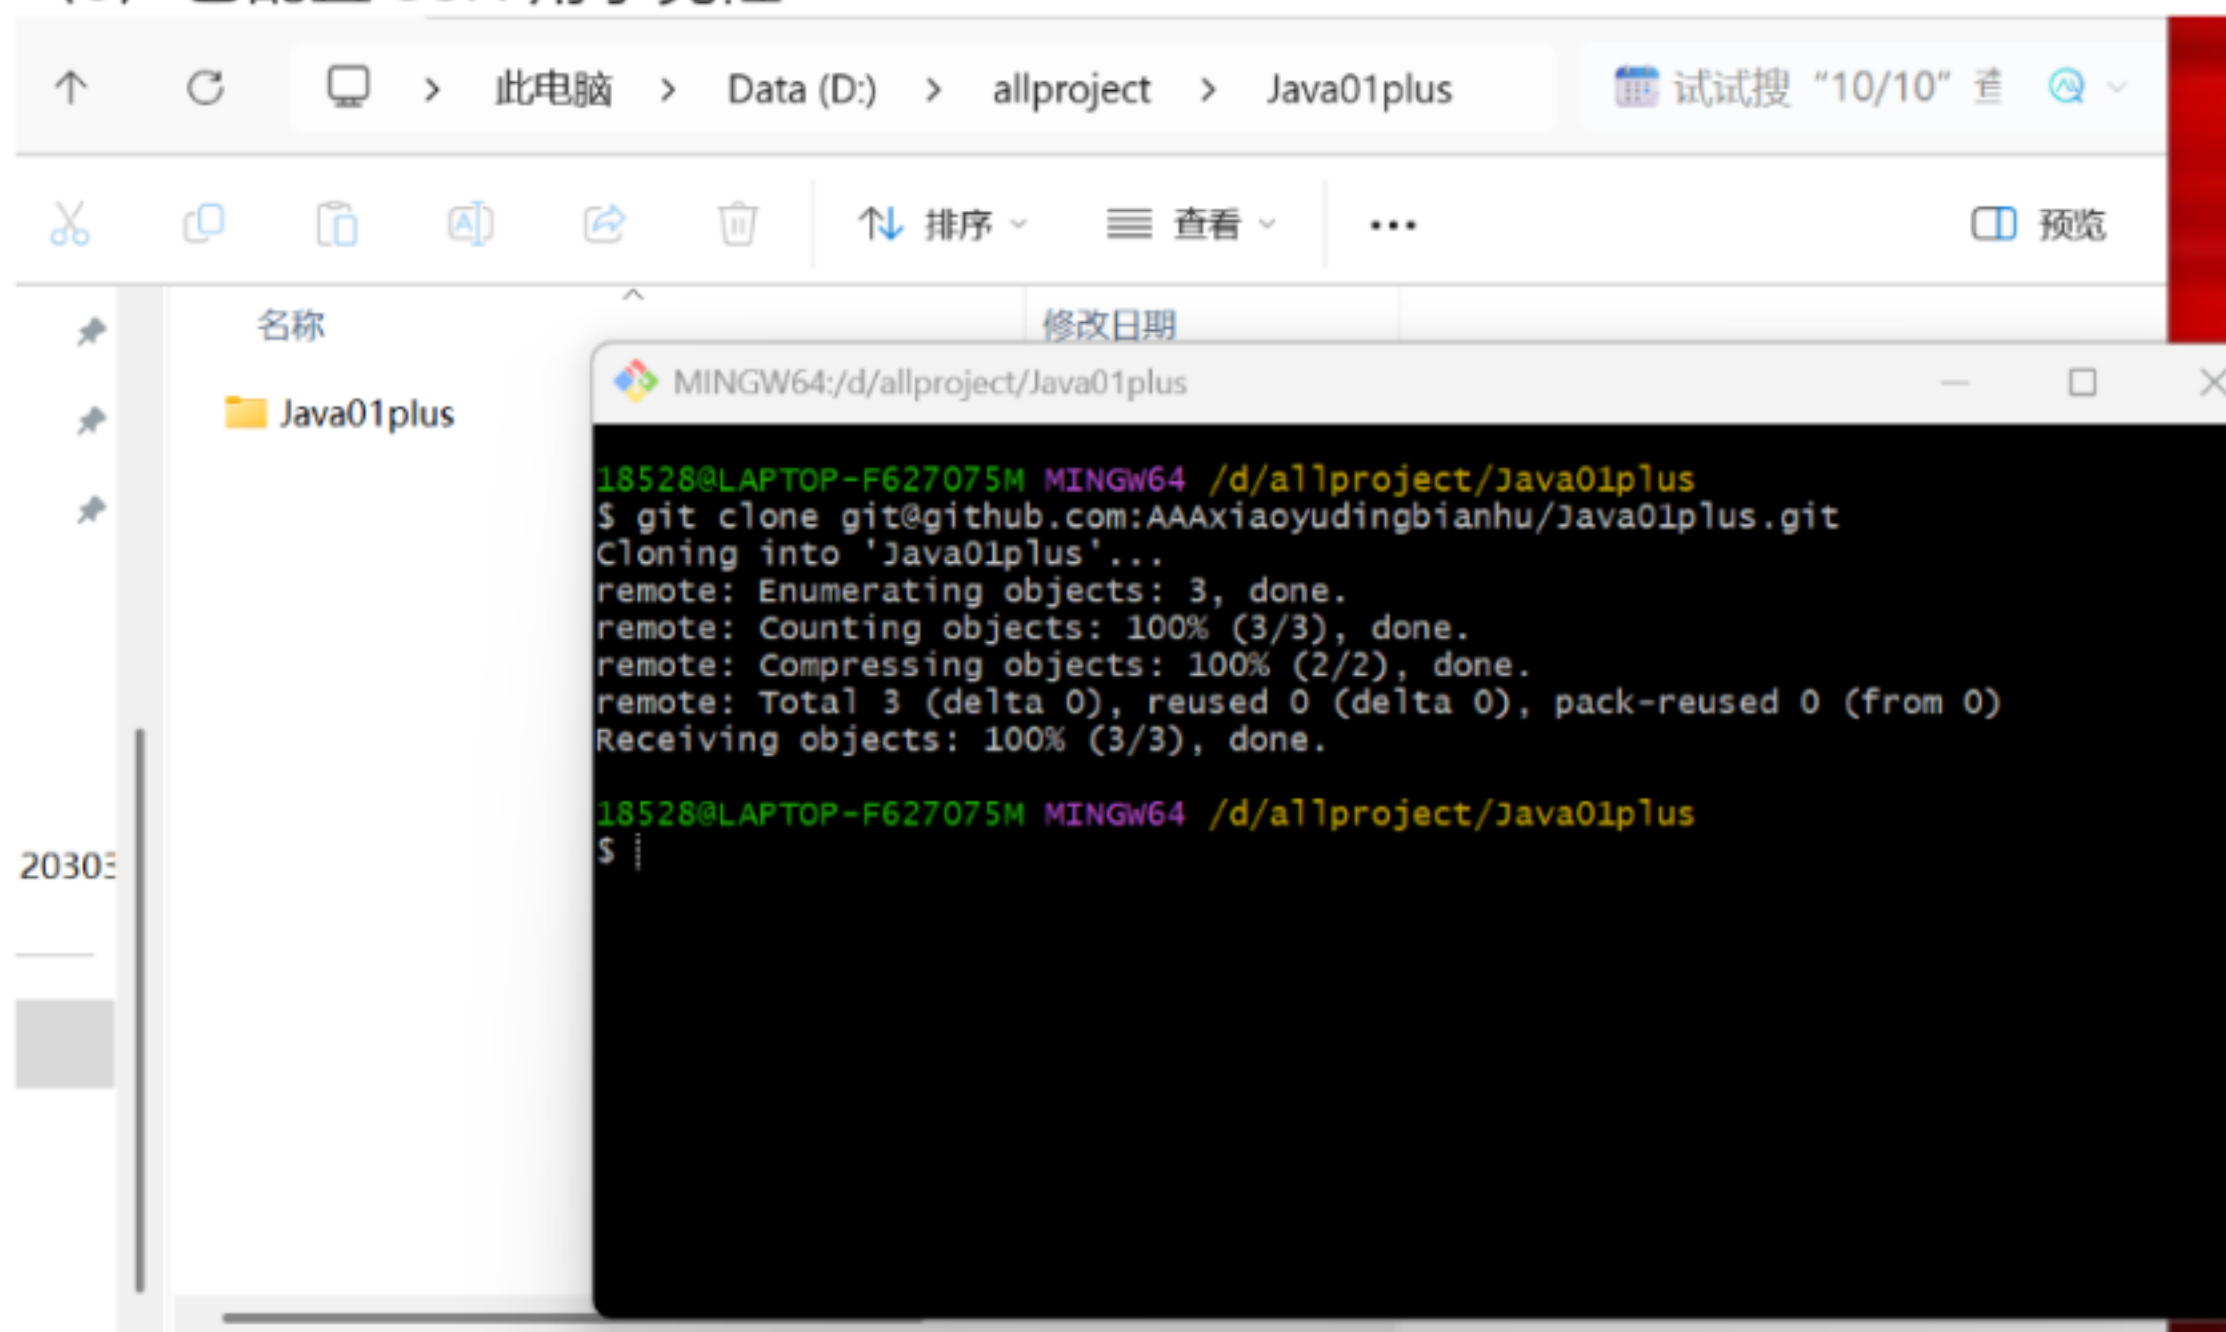 此电脑 > Data (D:) > allproject > Java01plus
试试搜 “10/10”
排序 查看 ... 预览
名称 修改日期
Java01plus
MINGW64:/d/allproject/Java01plus
18528@LAPTOP-F627O75M MINGW64 /d/allproject/Java01plus
$ git clone git@github.com:AAAxiaoyudingbianhu/Java01plus.git
Cloning into 'Java01plus'...
remote: Enumerating objects: 3, done.
remote: Counting objects: 100% (3/3), done.
remote: Compressing objects: 100% (2/2), done.
remote: Total 3 (delta 0), reused 0 (delta 0), pack-reused 0 (from 0)
Receiving objects: 100% (3/3), done.
18528@LAPTOP-F627O75M MINGW64 /d/allproject/Java01plus
$
20303